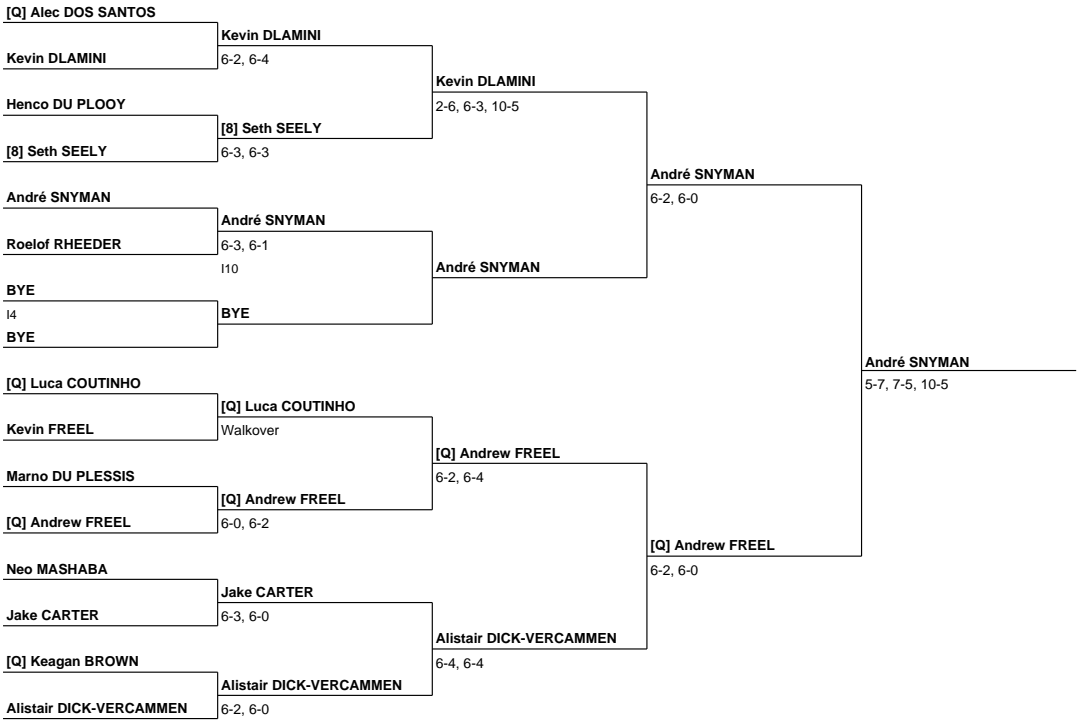 [Q] Alec DOS SANTOS
Kevin DLAMINI
Kevin DLAMINI
6-2, 6-4
Kevin DLAMINI
2-6, 6-3, 10-5
Henco DU PLOOY
[8] Seth SEELY
[8] Seth SEELY
6-3, 6-3
André SNYMAN
6-2, 6-0
André SNYMAN
André SNYMAN
Roelof RHEEDER
6-3, 6-1
I10
André SNYMAN
BYE
I4
BYE
BYE
André SNYMAN
5-7, 7-5, 10-5
[Q] Luca COUTINHO
[Q] Luca COUTINHO
Kevin FREEL
Walkover
[Q] Andrew FREEL
6-2, 6-4
Marno DU PLESSIS
[Q] Andrew FREEL
[Q] Andrew FREEL
6-0, 6-2
[Q] Andrew FREEL
6-2, 6-0
Neo MASHABA
Jake CARTER
Jake CARTER
6-3, 6-0
Alistair DICK-VERCAMMEN
6-4, 6-4
[Q] Keagan BROWN
Alistair DICK-VERCAMMEN
Alistair DICK-VERCAMMEN
6-2, 6-0